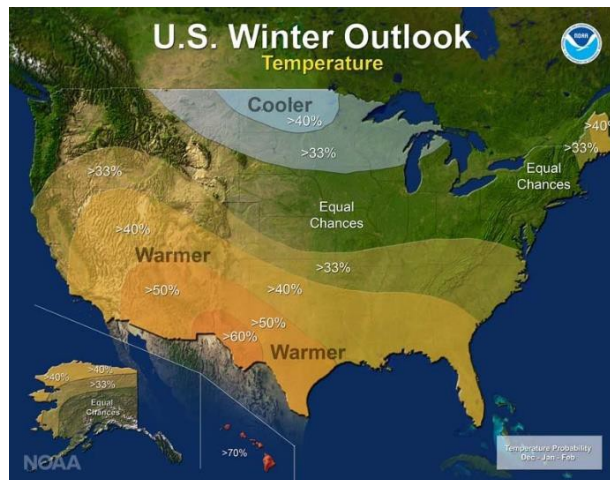 U.S. Winter Outlook
Temperature
NOAA
Cooler
>40%
>33%
>40%
>33%
Equal
Chances
>33%
Equal
Chances
>40%
Warmer
>33%
>50%
>40%
>50%
>60%
Warmer
>40%
>40%
>33%
Equal
Chances
>70%
NOAA
Temperature Probability
Dec - Jan - Feb